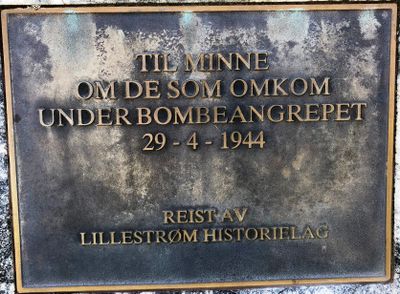 TIL MINNE
OM DE SOM OMKOM
UNDER BOMBEANGREPET
29 - 4 - 1944
REIST AV
LILLESTRØM HISTORIELAG